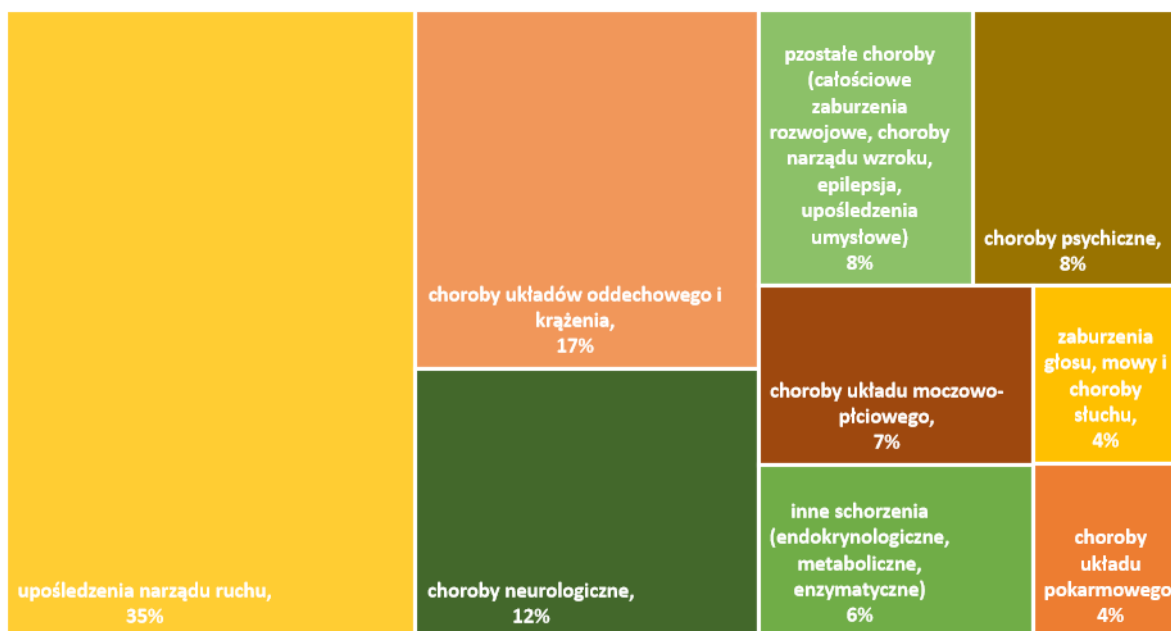 upośledzenia narządu ruchu,
35%
choroby układów oddechowego i
krążenia,
17%
choroby neurologiczne,
12%
pzostałe choroby
(całościowe
zaburzenia
rozwojowe, choroby
narządu wzroku,
epilepsja,
upośledzenia
umysłowe)
8%
choroby psychiczne,
8%
choroby układu moczowo-
płciowego,
7%
zaburzenia
głosu, mowy i
choroby
słuchu,
4%
inne schorzenia
(endokrynologiczne,
metaboliczne,
enzymatyczne)
6%
choroby
układu
pokarmowego
4%